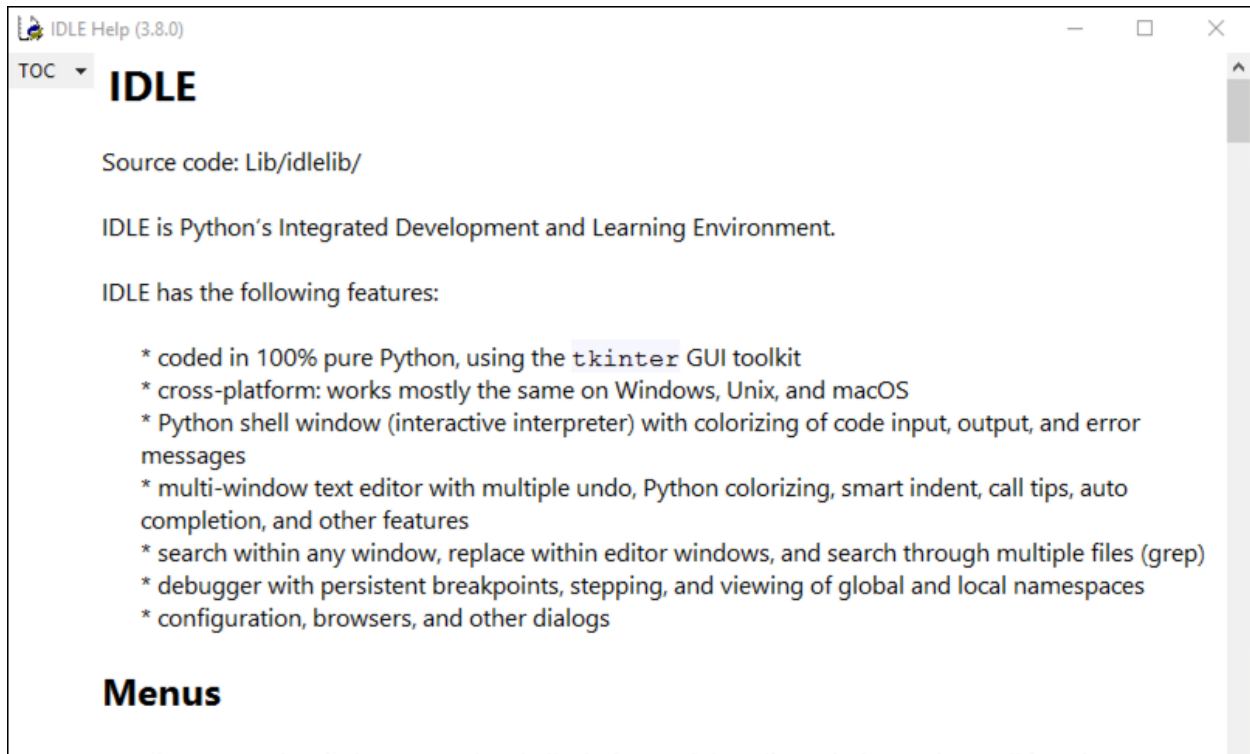 IDLE Help (3.8.0)
TOC
IDLE
Source code: Lib/idlelib/
IDLE is Python’s Integrated Development and Learning Environment.
IDLE has the following features:
* coded in 100% pure Python, using the tkinter GUI toolkit
* cross-platform: works mostly the same on Windows, Unix, and macOS
* Python shell window (interactive interpreter) with colorizing of code input, output, and error
messages
* multi-window text editor with multiple undo, Python colorizing, smart indent, call tips, auto
completion, and other features
* search within any window, replace within editor windows, and search through multiple files (grep)
* debugger with persistent breakpoints, stepping, and viewing of global and local namespaces
* configuration, browsers, and other dialogs
Menus